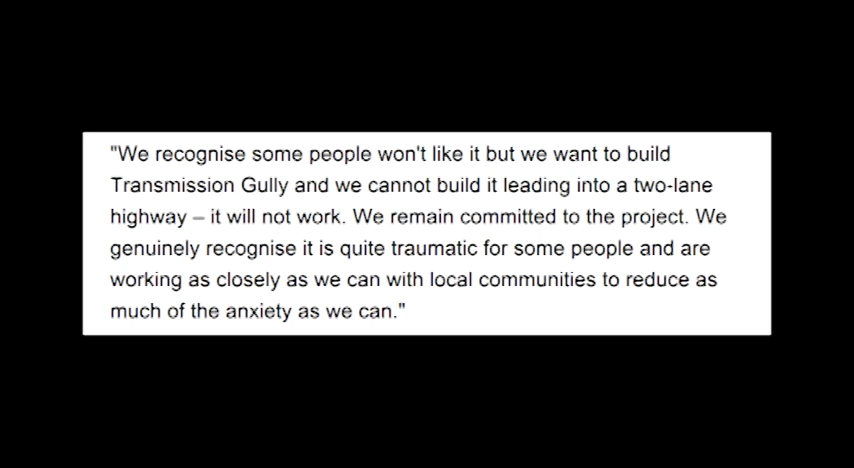 "We recognise some people won't like it but we want to build
Transmission Gully and we cannot build it leading into a two-lane
highway – it will not work. We remain committed to the project. We
genuinely recognise it is quite traumatic for some people and are
working as closely as we can with local communities to reduce as
much of the anxiety as we can."